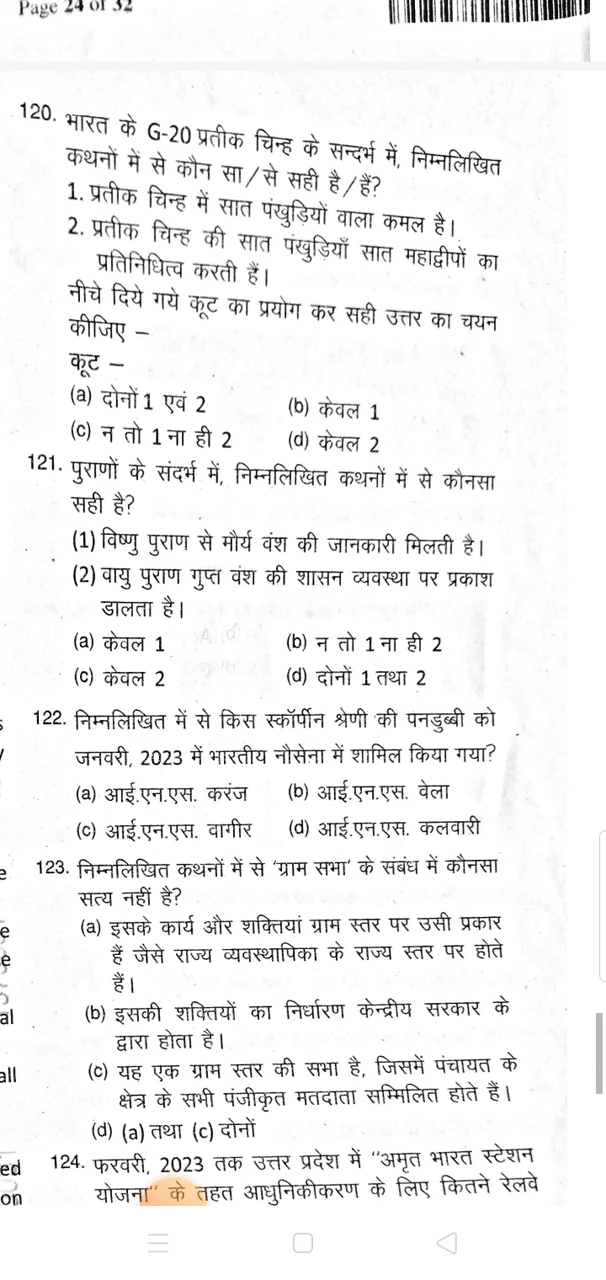 Page 24 of 32
120. भारत के G-20 प्रतीक चिन्ह के सन्दर्भ में, निम्नलिखित
कथनों में से कौन सा/से सही है/हैं?
1. प्रतीक चिन्ह में सात पंखुड़ियों वाला कमल है।
2. प्रतीक चिन्ह की सात पंखुड़ियाँ सात महाद्वीपों का
प्रतिनिधित्व करती हैं।
नीचे दिये गये कूट का प्रयोग कर सही उत्तर का चयन
कीजिए –
कूट –
(a) दोनों 1 एवं 2 (b) केवल 1
(c) न तो 1 ना ही 2 (d) केवल 2
121. पुराणों के संदर्भ में, निम्नलिखित कथनों में से कौनसा
सही है?
(1) विष्णु पुराण से मौर्य वंश की जानकारी मिलती है।
(2) वायु पुराण गुप्त वंश की शासन व्यवस्था पर प्रकाश
डालता है।
(a) केवल 1 (b) न तो 1 ना ही 2
(c) केवल 2 (d) दोनों 1 तथा 2
122. निम्नलिखित में से किस स्कॉर्पीन श्रेणी की पनडुब्बी को
जनवरी, 2023 में भारतीय नौसेना में शामिल किया गया?
(a) आई.एन.एस. करंज (b) आई.एन.एस. वेला
(c) आई.एन.एस. वागीर (d) आई.एन.एस. कलवारी
123. निम्नलिखित कथनों में से 'ग्राम सभा' के संबंध में कौनसा
सत्य नहीं है?
(a) इसके कार्य और शक्तियां ग्राम स्तर पर उसी प्रकार
हैं जैसे राज्य व्यवस्थापिका के राज्य स्तर पर होते
हैं।
(b) इसकी शक्तियों का निर्धारण केन्द्रीय सरकार के
द्वारा होता है।
(c) यह एक ग्राम स्तर की सभा है, जिसमें पंचायत के
क्षेत्र के सभी पंजीकृत मतदाता सम्मिलित होते हैं।
(d) (a) तथा (c) दोनों
124. फरवरी, 2023 तक उत्तर प्रदेश में "अमृत भारत स्टेशन
योजना" के तहत आधुनिकीकरण के लिए कितने रेलवे
al
all
ed
on